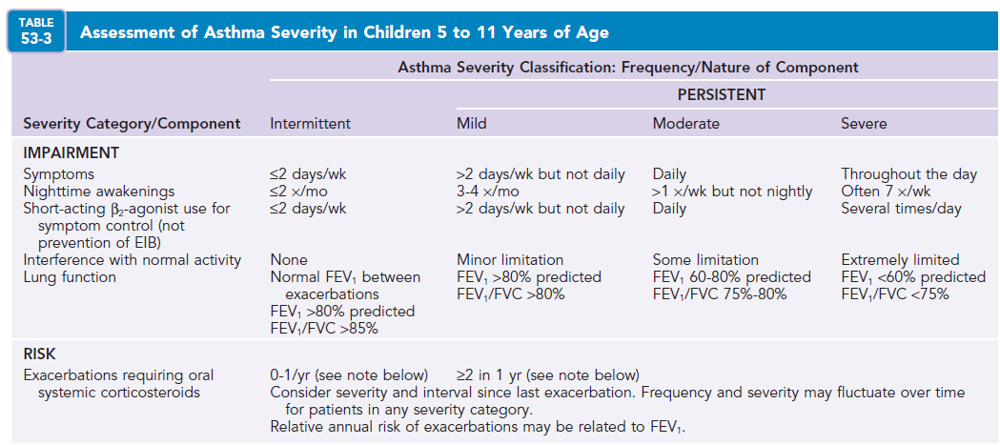 TABLE
53-3
Assessment of Asthma Severity in Children 5 to 11 Years of Age
Asthma Severity Classification: Frequency/Nature of Component
PERSISTENT
Severity Category/Component Intermittent Mild Moderate Severe
IMPAIRMENT
Symptoms ≤2 days/wk >2 days/wk but not daily Daily Throughout the day
Nighttime awakenings ≤2 ×/mo 3-4 ×/mo >1 ×/wk but not nightly Often 7 ×/wk
Short-acting β₂-agonist use for ≤2 days/wk >2 days/wk but not daily Daily Several times/day
symptom control (not
prevention of EIB)
Interference with normal activity None Minor limitation Some limitation Extremely limited
Lung function Normal FEV₁ between FEV₁ >80% predicted FEV₁ 60-80% predicted FEV₁ <60% predicted
exacerbations FEV₁/FVC >80% FEV₁/FVC 75%-80% FEV₁/FVC <75%
FEV₁ >80% predicted
FEV₁/FVC >85%
RISK
Exacerbations requiring oral 0-1/yr (see note below) ≥2 in 1 yr (see note below)
systemic corticosteroids Consider severity and interval since last exacerbation. Frequency and severity may fluctuate over time
for patients in any severity category.
Relative annual risk of exacerbations may be related to FEV₁.